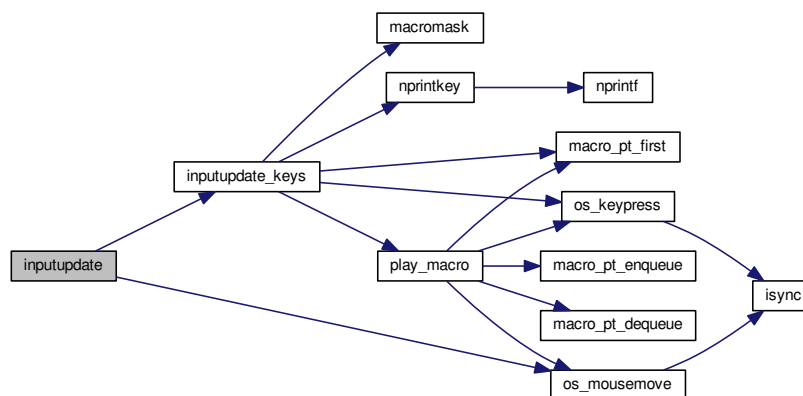 macromask
nprintkey
nprintf
macro_pt_first
inputupdate_keys
os_keypress
inputupdate
play_macro
macro_pt_enqueue
isync
macro_pt_dequeue
os_mousemove